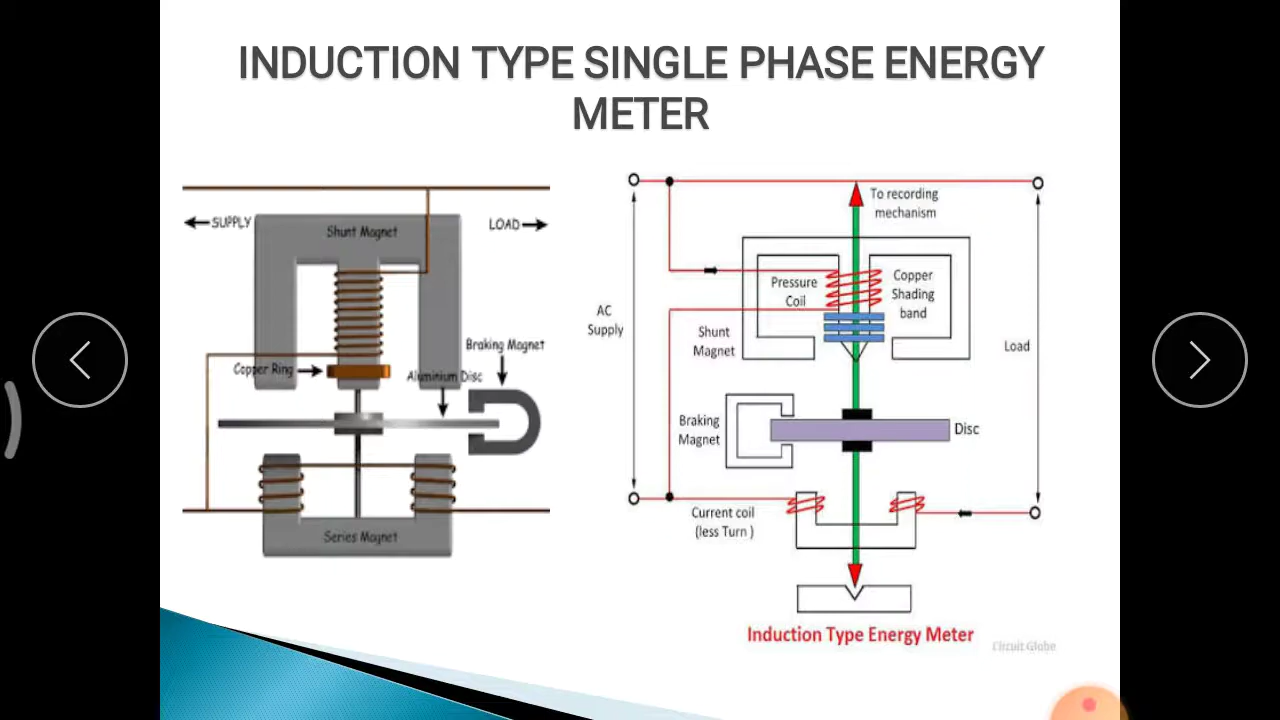 INDUCTION TYPE SINGLE PHASE ENERGY
METER
SUPPLY
LOAD
Shunt Magnet
Braking Magnet
Copper Ring
Aluminium Disc
Series Magnet
To recording
mechanism
Pressure
Coil
Copper
Shading
band
AC
Supply
Shunt
Magnet
Load
Braking
Magnet
Disc
Current coil
(less Turn )
Induction Type Energy Meter
Circuit Globe